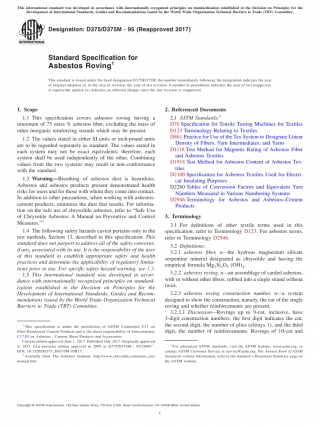 This international standard was developed in accordance with internationally recognized principles on standardization established in the Decision on Principles for the
Development of International Standards, Guides and Recommendations issued by the World Trade Organization Technical Barriers to Trade (TBT) Committee.
Designation: D375/D375M − 95 (Reapproved 2017)
INTERNATIONAL
Standard Specification for
Asbestos Roving¹
This standard is issued under the fixed designation D375/D375M; the number immediately following the designation indicates the year
of original adoption or, in the case of revision, the year of last revision. A number in parentheses indicates the year of last reapproval.
A superscript epsilon (ε) indicates an editorial change since the last revision or reapproval.
1. Scope
1.1 This specification covers asbestos roving having a
minimum of 75 mass % asbestos fiber, excluding the mass of
other inorganic reinforcing strands which may be present.
1.2 The values stated in either SI units or inch-pound units
are to be regarded separately as standard. The values stated in
each system may not be exact equivalents; therefore, each
system shall be used independently of the other. Combining
values from the two systems may result in non-conformance
with the standard.
1.3 Warning—Breathing of asbestos dust is hazardous.
Asbestos and asbestos products present demonstrated health
risks for users and for those with whom they come into contact.
In addition to other precautions, when working with asbestos-
cement products, minimize the dust that results. For informa-
tion on the safe use of chrysotile asbestos, refer to “Safe Use
of Chrysotile Asbestos: A Manual on Preventive and Control
Measures.”²
1.4 The following safety hazards caveat pertains only to the
test methods, Section 13, described in this specification: This
standard does not purport to address all of the safety concerns,
if any, associated with its use. It is the responsibility of the user
of this standard to establish appropriate safety and health
practices and determine the applicability of regulatory limita-
tions prior to use. For specific safety hazard warning, see 1.3.
1.5 This international standard was developed in accor-
dance with internationally recognized principles on standard-
ization established in the Decision on Principles for the
Development of International Standards, Guides and Recom-
mendations issued by the World Trade Organization Technical
Barriers to Trade (TBT) Committee.
¹ This specification is under the jurisdiction of ASTM Committee C17 on
Fiber-Reinforced Cement Products and is the direct responsibility of Subcommittee
C17.03 on Asbestos - Cement Sheet Products and Accessories.
Current edition approved June 1, 2017. Published July 2017. Originally approved
in 1933. Last previous edition approved in 2009 as D375/D375M – 95(2009)
DOI: 10.1520/D0375_D0375M-95R17.
² Available from The Asbestos Institute, http://www.chrysotile.com/en/sr_use/
manual.htm.
2. Referenced Documents
2.1 ASTM Standards:³
D76 Specification for Tensile Testing Machines for Textiles
D123 Terminology Relating to Textiles
D861 Practice for Use of the Tex System to Designate Linear
Density of Fibers, Yarn Intermediates, and Yarns
D1118 Test Method for Magnetic Rating of Asbestos Fiber
and Asbestos Textiles
D1918 Test Method for Asbestos Content of Asbestos Tex-
tiles
D2100 Specification for Asbestos Textiles Used for Electri-
cal Insulating Purposes
D2260 Tables of Conversion Factors and Equivalent Yarn
Numbers Measured in Various Numbering Systems
D2946 Terminology for Asbestos and Asbestos-Cement
Products
3. Terminology
3.1 For definitions of other textile terms used in this
specification, refer to Terminology D123. For asbestos terms,
refer to Terminology D2946.
3.2 Definitions:
3.2.1 asbestos fiber, n—the hydrous magnesium silicate
serpentine mineral designated as chrysotile and having the
empirical formula Mg₃Si₂O₅ (OH)₄.
3.2.2 asbestos roving, n—an assemblage of carded asbestos,
with or without other fibers, rubbed into a single strand without
twist.
3.2.3 asbestos roving construction number, n—a system
designed to show the construction, namely, the cut of the single
roving and whether reinforcements are present.
3.2.3.1 Discussion—Rovings up to 9-cut, inclusive, have
3-digit construction numbers: the first digit indicates the cut,
the second digit, the number of plies (always 1), and the third
digit, the number of reinforcements. Rovings of 10-cut and
³ For referenced ASTM standards, visit the ASTM website, www.astm.org, or
contact ASTM Customer Service at service@astm.org. For Annual Book of ASTM
Standards volume information, refer to the standard's Document Summary page on
the ASTM website.
Copyright © ASTM International, 100 Barr Harbor Drive, PO Box C700, West Conshohocken, PA 19428-2959. United States
1